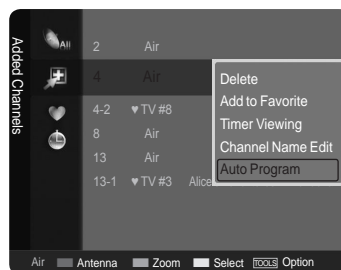 Added Channels
All
2 Air
4 Air
4-2 ♥ TV #8
8 Air
13 Air
13-1 ♥ TV #3 Alice
Delete
Add to Favorite
Timer Viewing
Channel Name Edit
Auto Program
Air Antenna Zoom Select TOOLS Option